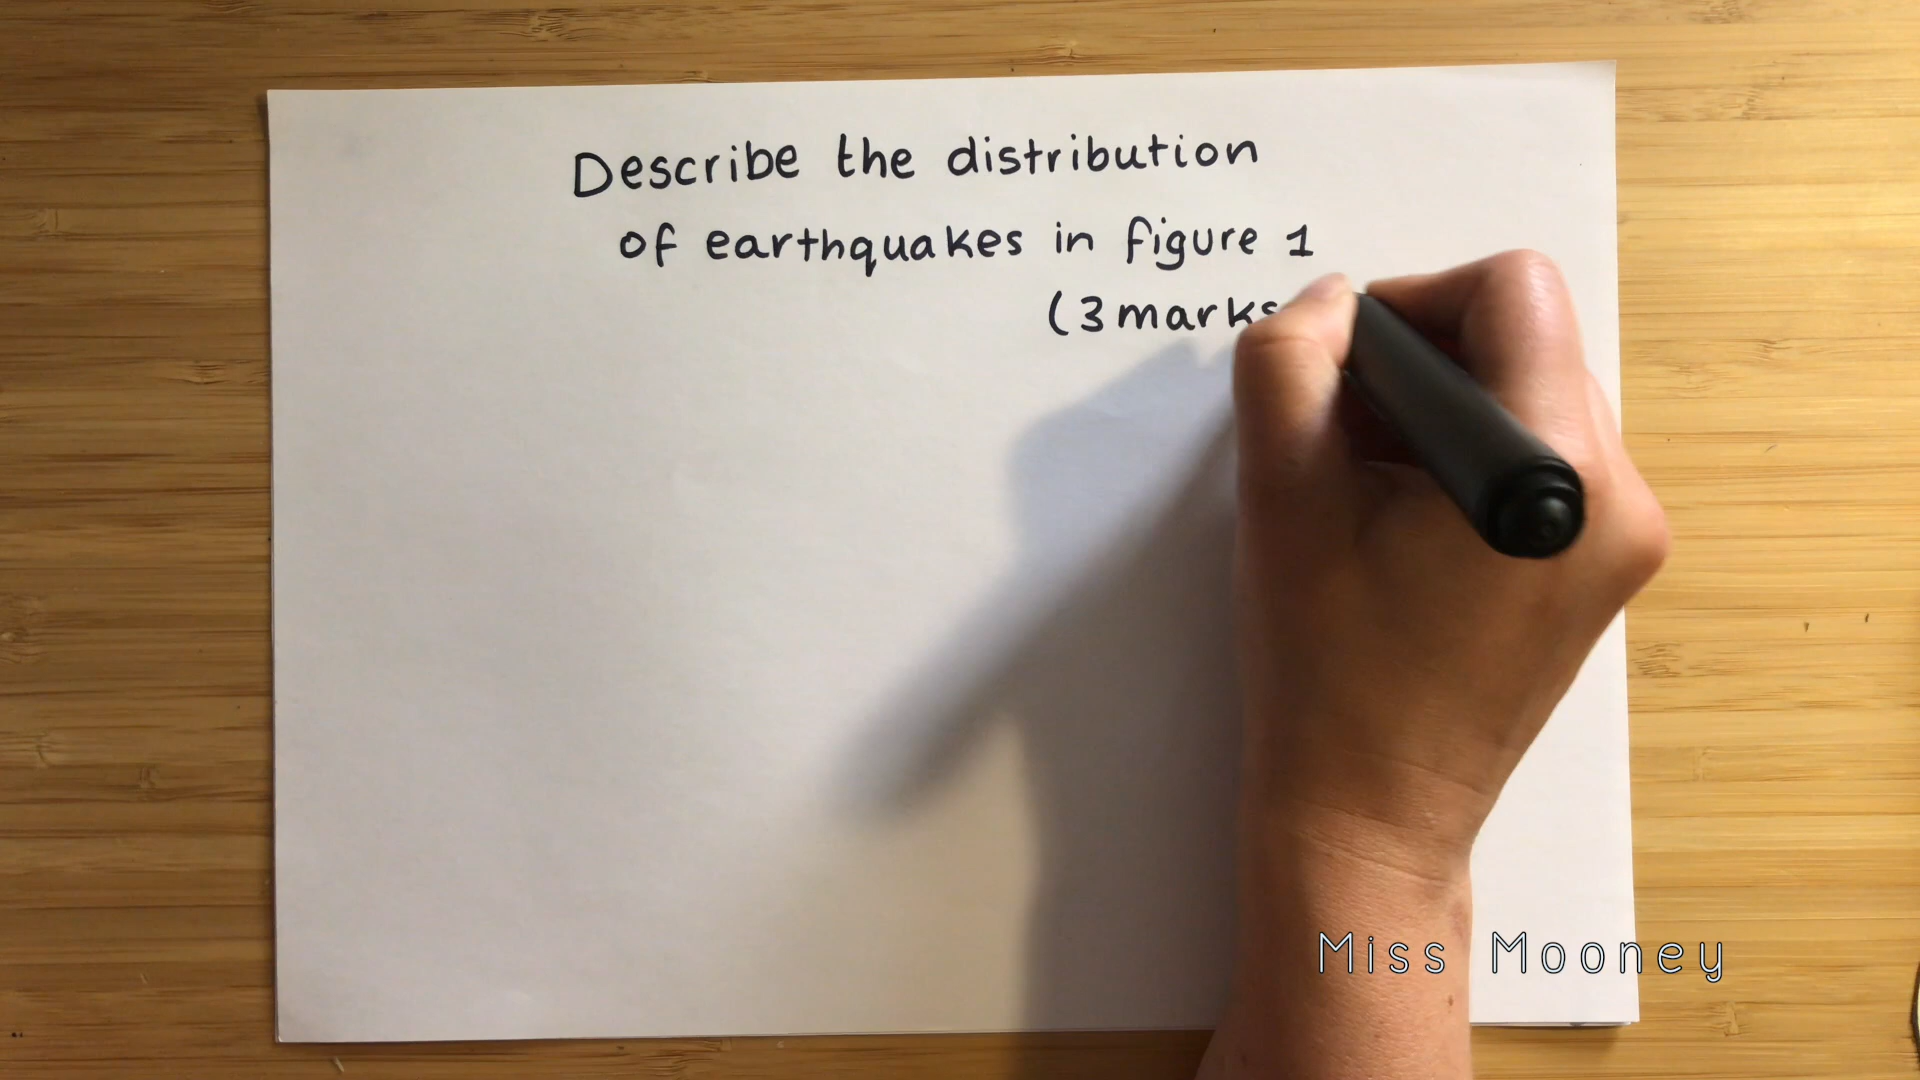 Describe the distribution
of earthquakes in figure 1
(3 marks
Miss Mooney